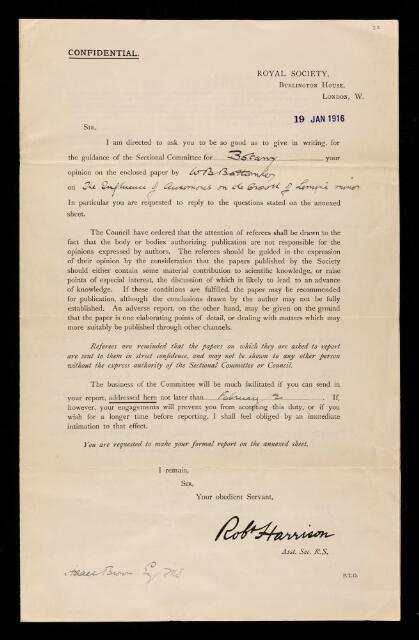 CONFIDENTIAL.
ROYAL SOCIETY,
BURLINGTON HOUSE,
LONDON, W.
19 JAN 1916
SIR,
I am directed to ask you to be so good as to give in writing, for
the guidance of the Sectional Committee for Botany your
opinion on the enclosed paper by W B Bottomley
on The Influence of Auximones on the Growth of Lemna minor
In particular you are requested to reply to the questions stated on the annexed
sheet.
The Council have ordered that the attention of referees shall be drawn to the
fact that the body or bodies authorizing publication are not responsible for the
opinions expressed by authors. The referees should be guided in the expression
of their opinion by the consideration that the papers published by the Society
should either contain some material contribution to scientific knowledge, or raise
points of especial interest, the discussion of which is likely to lead to an advance
of knowledge. If these conditions are fulfilled, the paper may be recommended
for publication, although the conclusions drawn by the author may not be fully
established. An adverse report, on the other hand, may be given on the ground
that the paper is one elaborating points of detail, or dealing with matters which may
more suitably be published through other channels.
Referees are reminded that the papers on which they are asked to report
are sent to them in strict confidence, and may not be shown to any other person
without the express authority of the Sectional Committee or Council.
The business of the Committee will be much facilitated if you can send in
your report, addressed here not later than February 2. If,
however, your engagements will prevent you from accepting this duty, or if you
wish for a longer time before reporting, I shall feel obliged by an immediate
intimation to that effect.
You are requested to make your formal report on the annexed sheet.
I remain,
SIR,
Your obedient Servant,
Robt Harrison
Asst. Sec. R.S.
Brown
P.T.O.